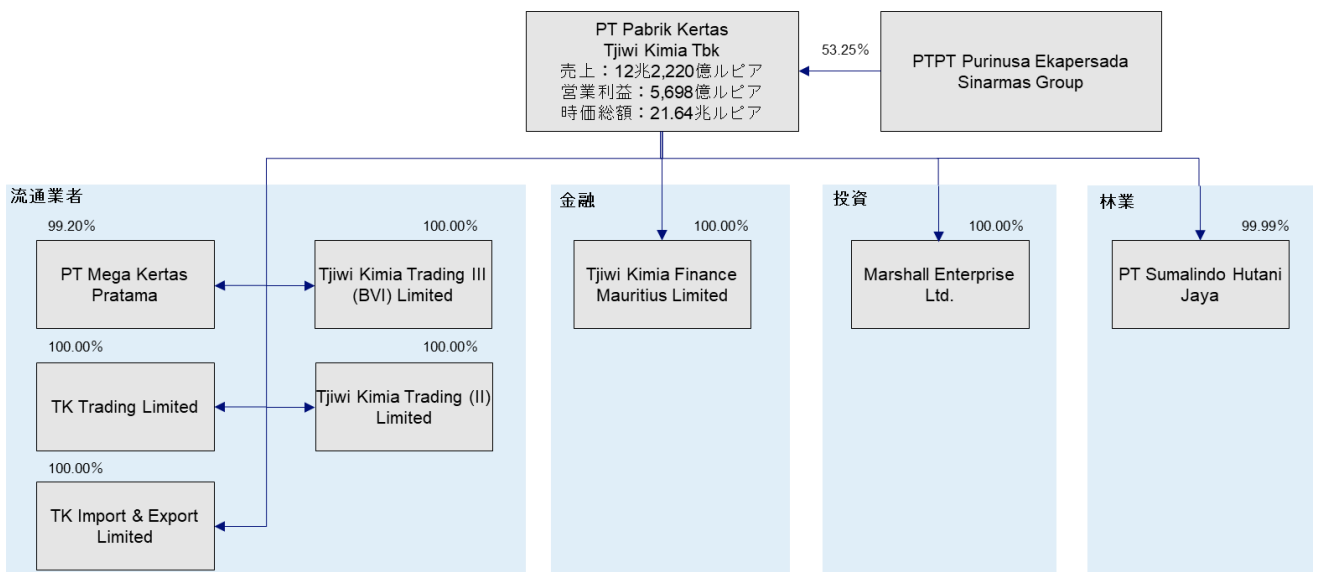 PT Pabrik Kertas
Tjiwi Kimia Tbk
売上：12兆2,220億ルピア
営業利益：5,698億ルピア
時価総額：21.64兆ルピア
53.25%
PTPT Purinusa Ekapersada
Sinarmas Group
流通業者
99.20%
PT Mega Kertas
Pratama
100.00%
Tjiwi Kimia Trading III
(BVI) Limited
100.00%
TK Trading Limited
100.00%
Tjiwi Kimia Trading (II)
Limited
100.00%
TK Import & Export
Limited
金融
100.00%
Tjiwi Kimia Finance
Mauritius Limited
投資
100.00%
Marshall Enterprise
Ltd.
林業
99.99%
PT Sumalindo Hutani
Jaya